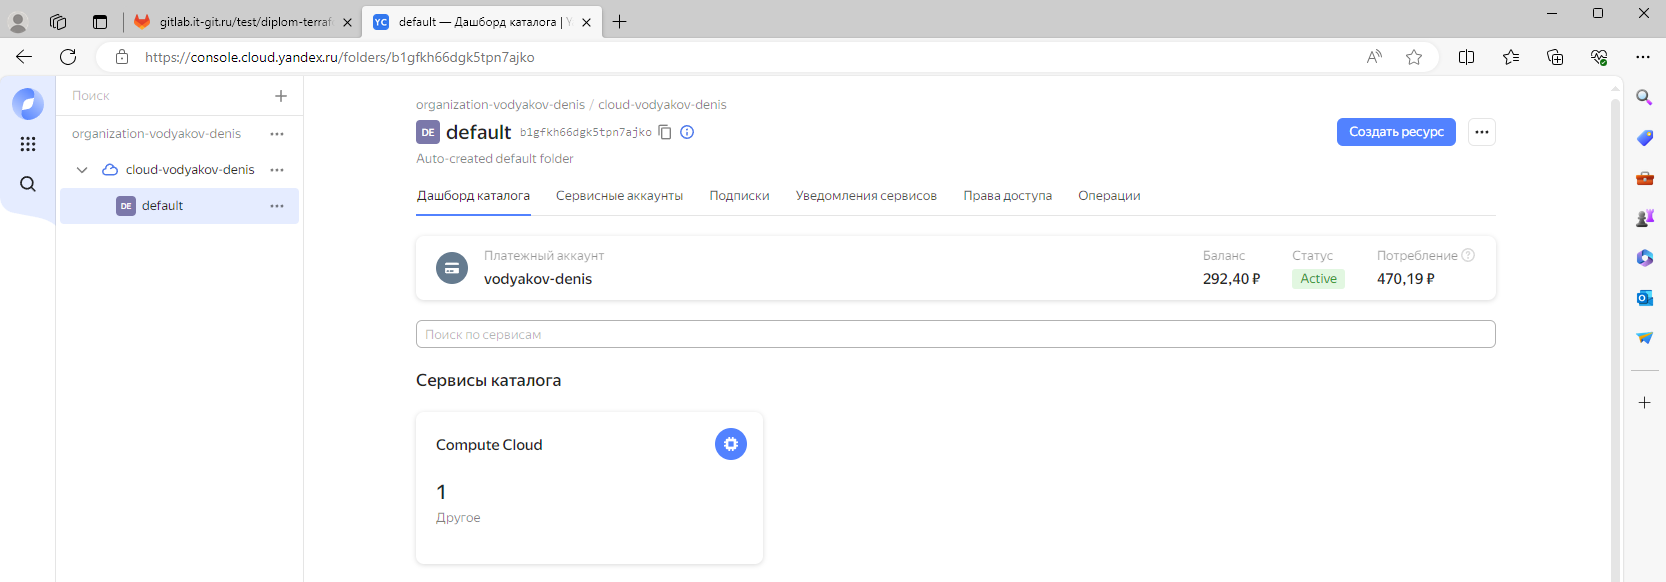 gitlab.it-git.ru/test/diplom-terraf
YC default — Дашборд каталога |
https://console.cloud.yandex.ru/folders/b1gfkh66dgk5tpn7ajko
Поиск
organization-vodyakov-denis
cloud-vodyakov-denis
DE default
organization-vodyakov-denis / cloud-vodyakov-denis
DE default b1gfkh66dgk5tpn7ajko
Создать ресурс
Auto-created default folder
Дашборд каталога Сервисные аккаунты Подписки Уведомления сервисов Права доступа Операции
Платежный аккаунт Баланс Статус Потребление
vodyakov-denis 292,40 ₽ Active 470,19 ₽
Поиск по сервисам
Сервисы каталога
Compute Cloud
1
Другое